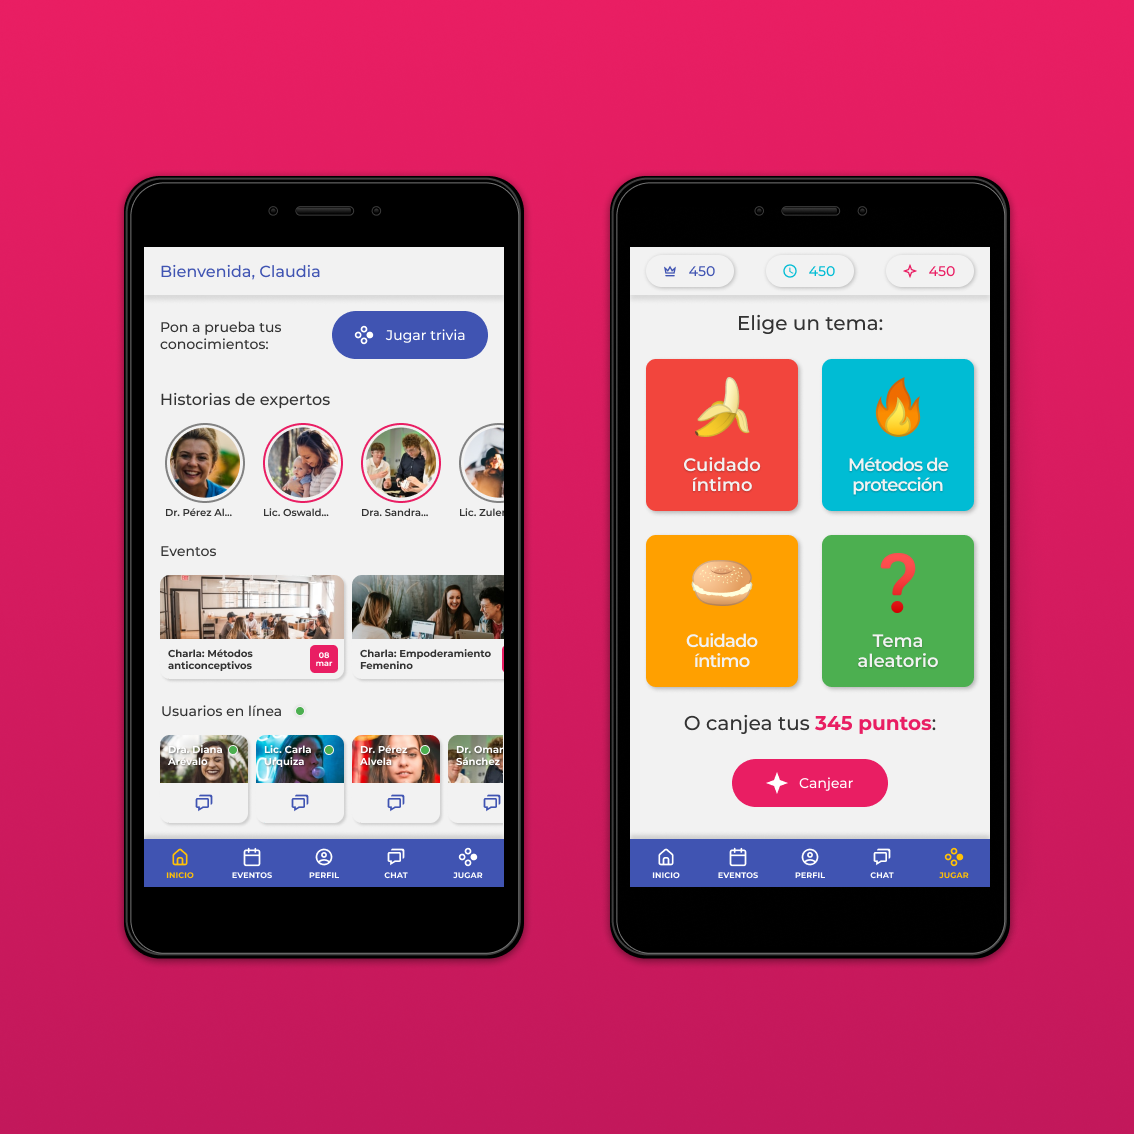 Bienvenida, Claudia
Pon a prueba tus
conocimientos:
Jugar trivia
Historias de expertos
Dr. Pérez Al...
Lic. Oswald...
Dra. Sandra...
Lic. Zuler
Eventos
Charla: Métodos
anticonceptivos
08
mar
Charla: Empoderamiento
Femenino
Usuarios en línea
Dra. Diana
Arévalo
Lic. Carla
Urquiza
Dr. Pérez
Alvela
Dr. Omar
Sánchez
INICIO
EVENTOS
PERFIL
CHAT
JUGAR
450
450
450
Elige un tema:
Cuidado
íntimo
Métodos de
protección
Cuidado
íntimo
Tema
aleatorio
O canjea tus 345 puntos:
Canjear
INICIO
EVENTOS
PERFIL
CHAT
JUGAR